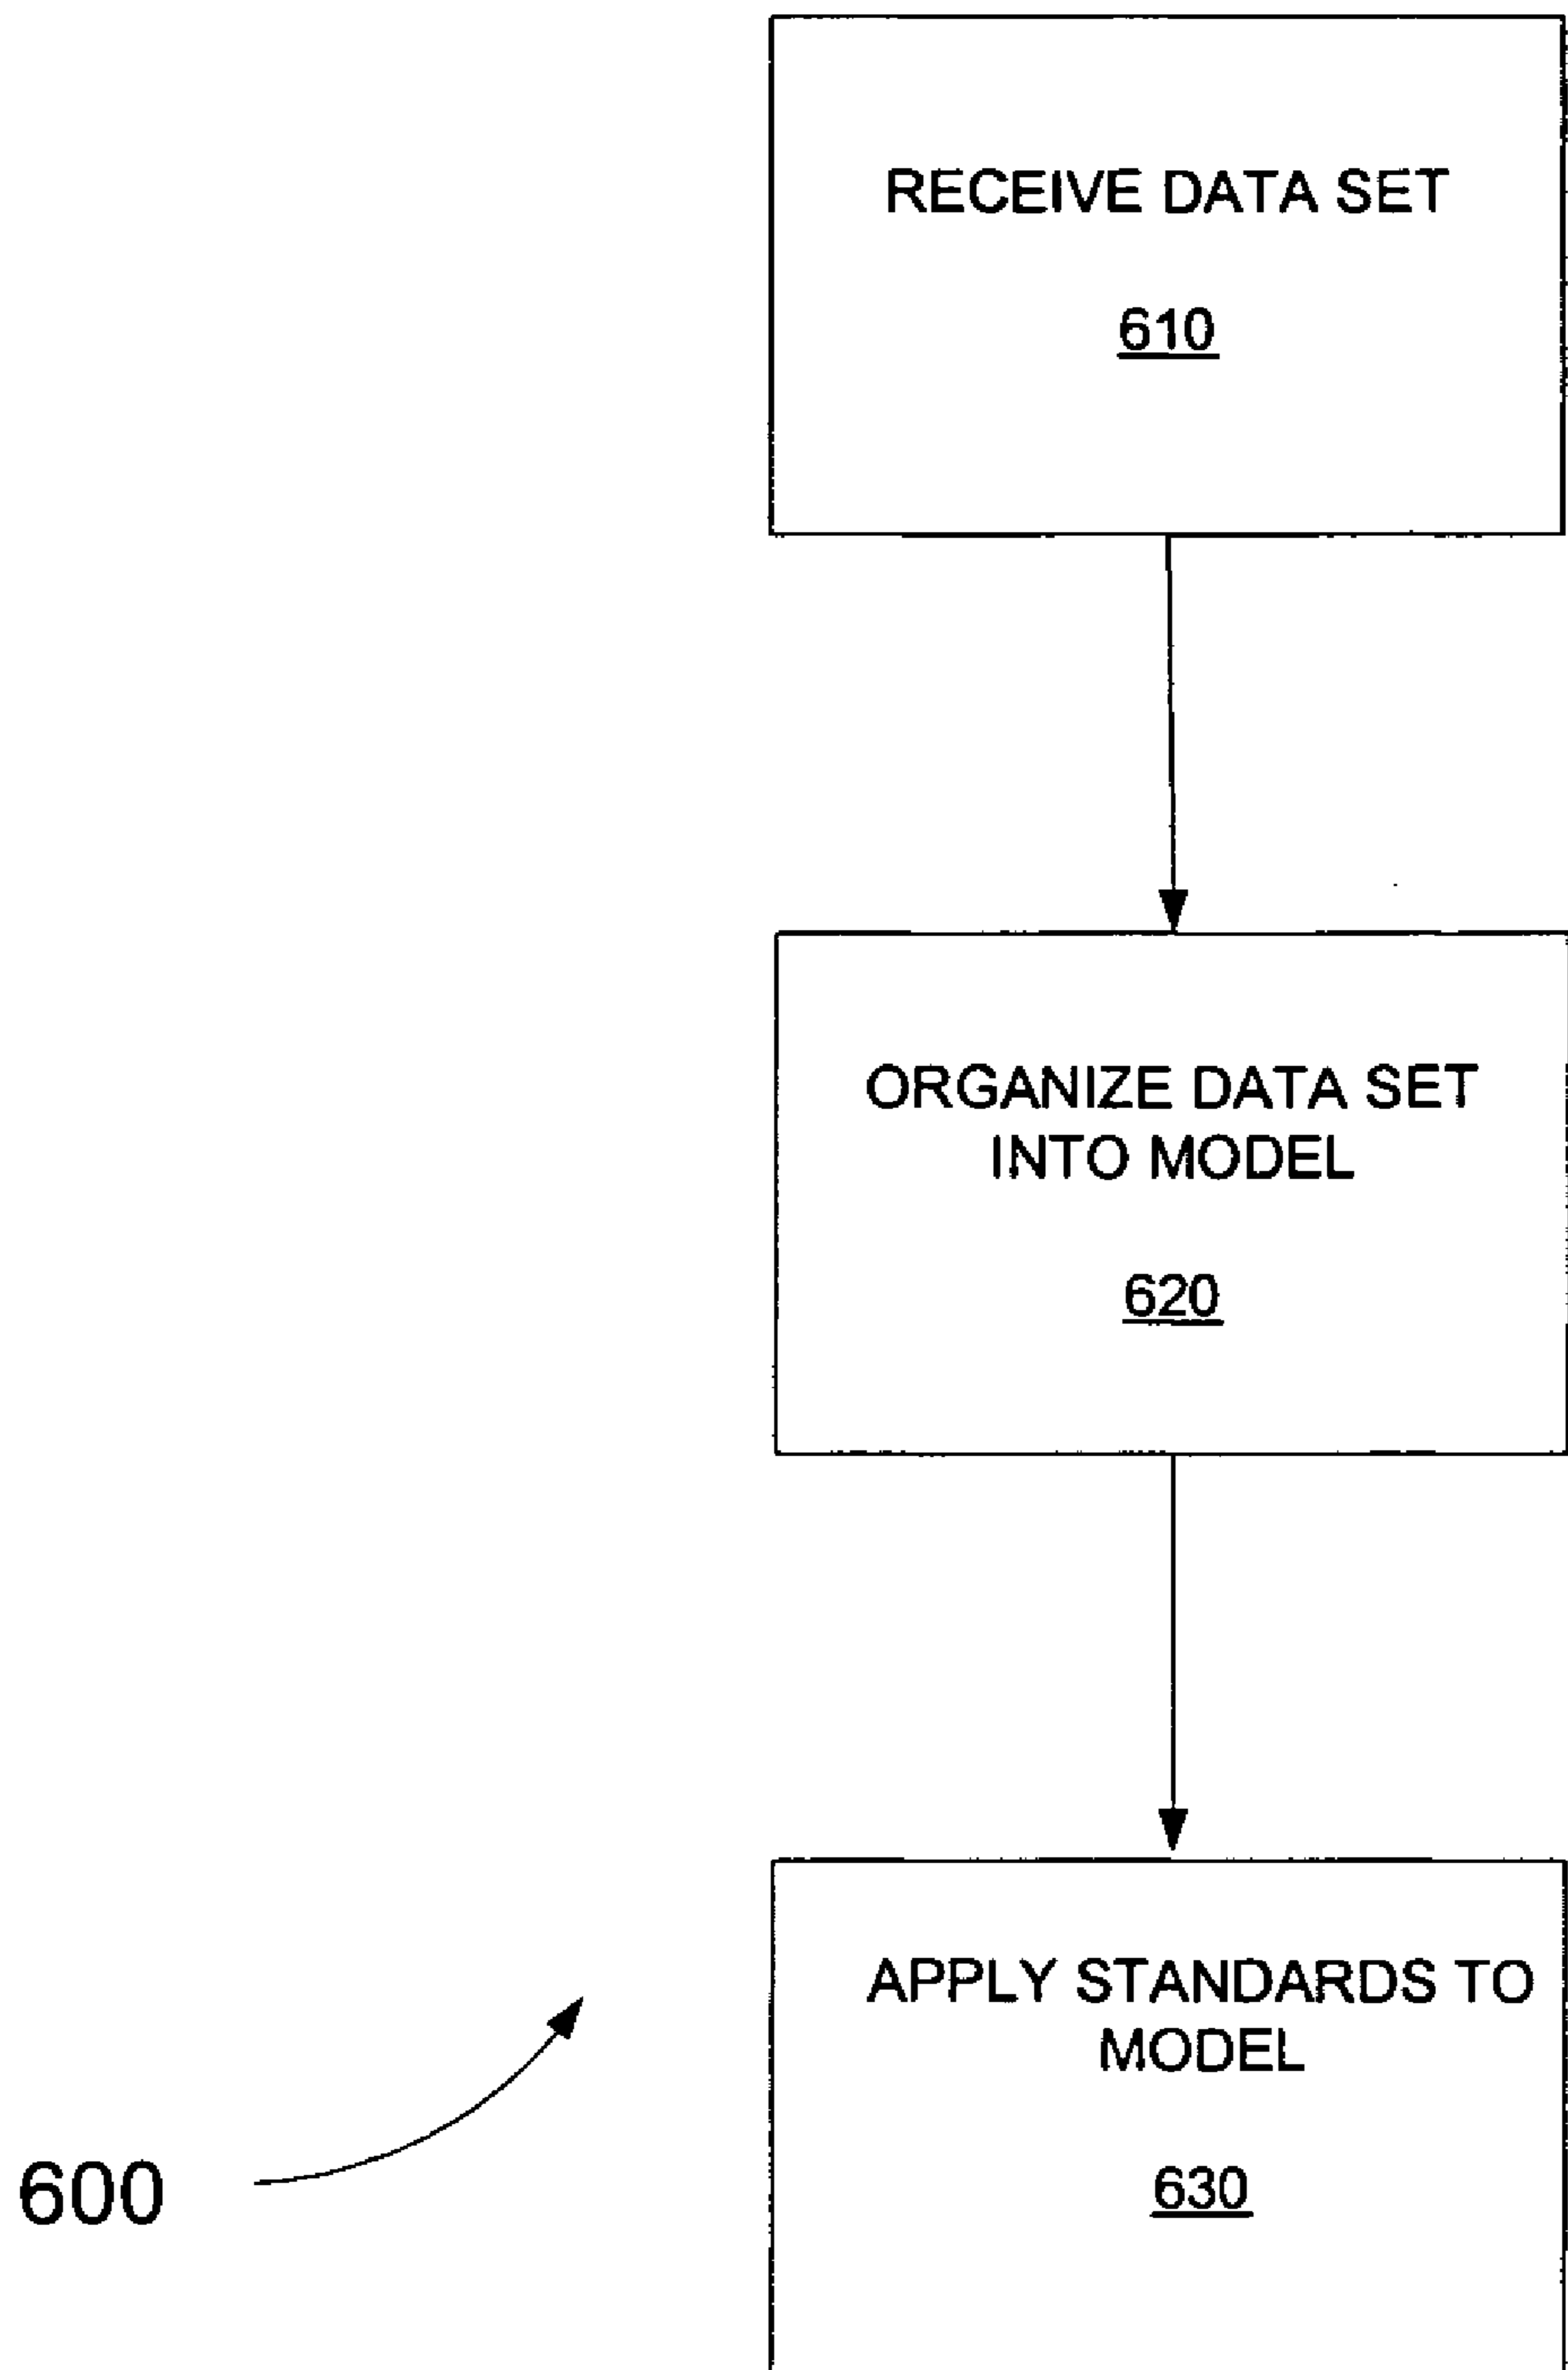 RECEIVE DATA SET
610
ORGANIZE DATA SET
INTO MODEL
620
APPLY STANDARDS TO
MODEL
630
600